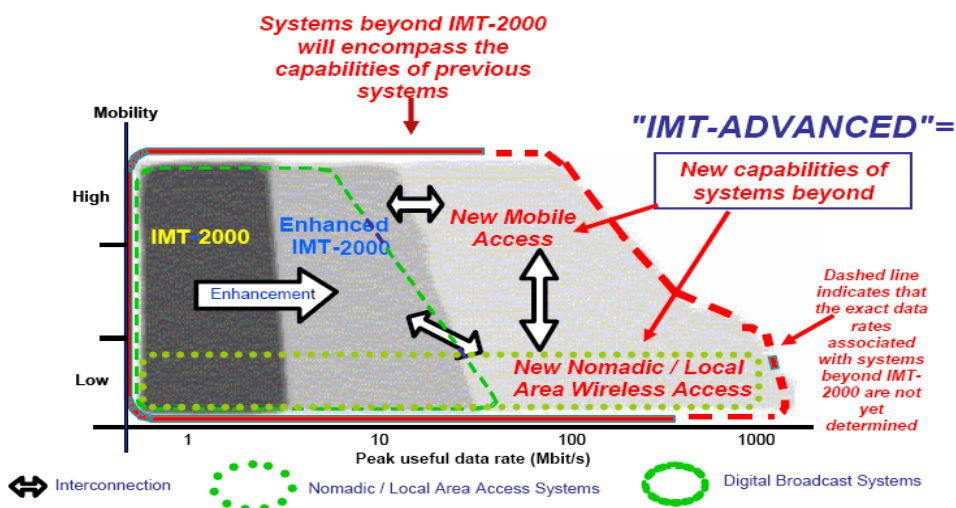 Systems beyond IMT-2000
will encompass the
capabilities of previous
systems
Mobility
"IMT-ADVANCED"=
New capabilities of
systems beyond
High
IMT-2000
Enhanced
IMT-2000
New Mobile
Access
Enhancement
Dashed line
indicates that
the exact data
rates
associated
with systems
beyond IMT-
2000 are not
yet
determined
Low
New Nomadic / Local
Area Wireless Access
1
10
100
1000
Peak useful data rate (Mbit/s)
Interconnection
Nomadic / Local Area Access Systems
Digital Broadcast Systems